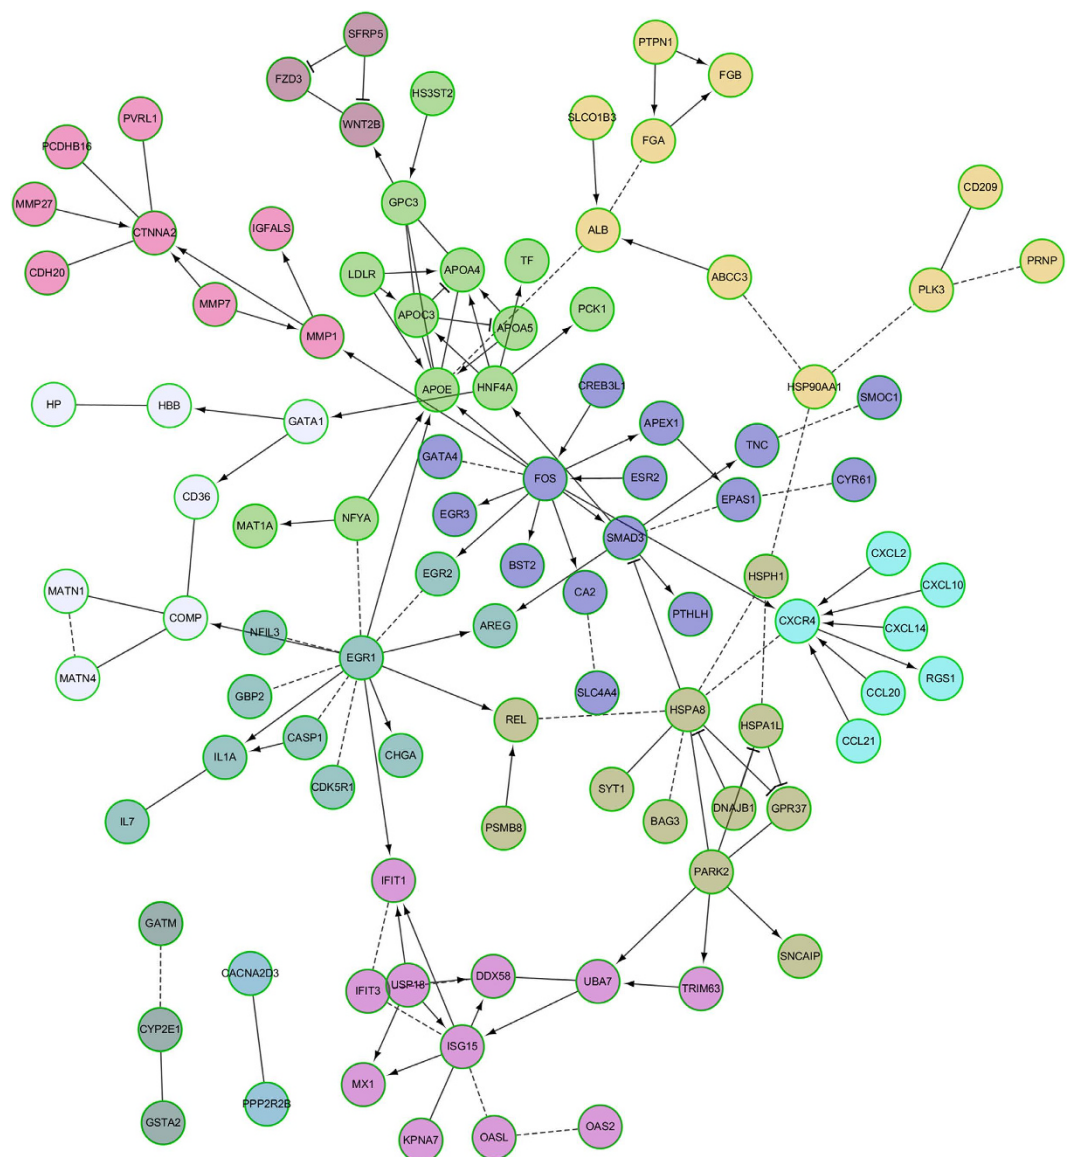 SFRP5
PTPN1
FZD3
FGB
HS3ST2
PVRL1
SLCO1B3
WNT2B
FGA
PCDHB16
CD209
MMP27
GPC3
IGFALS
CTNNA2
ALB
PRNP
TF
CDH20
LDLR
APOA4
ABCC3
PLK3
MMP7
PCK1
APOC3
APOA5
MMP1
CREB3L1
HSP90AA1
APOE
HNF4A
SMOC1
HP
HBB
GATA1
APEX1
TNC
GATA4
FOS
ESR2
CYR61
CD36
EPAS1
EGR3
MAT1A
NFYA
SMAD3
CXCL2
BST2
EGR2
HSPH1
CXCL10
MATN1
CA2
PTHLH
COMP
CXCR4
AREG
CXCL14
NFIL3
EGR1
RGS1
MATN4
GBP2
SLC4A4
CCL20
HSPA8
REL
HSPA1L
CASP1
CCL21
IL1A
CHGA
CDK5R1
SYT1
DNAJB1
GPR37
IL7
BAG3
PSMB8
PARK2
IFIT1
GATM
SNCAIP
CACNA2D3
DDX58
UBA7
USP18
IFIT3
TRIM63
CYP2E1
ISG15
MX1
PPP2R2B
GSTA2
OAS2
OASL
KPNA7